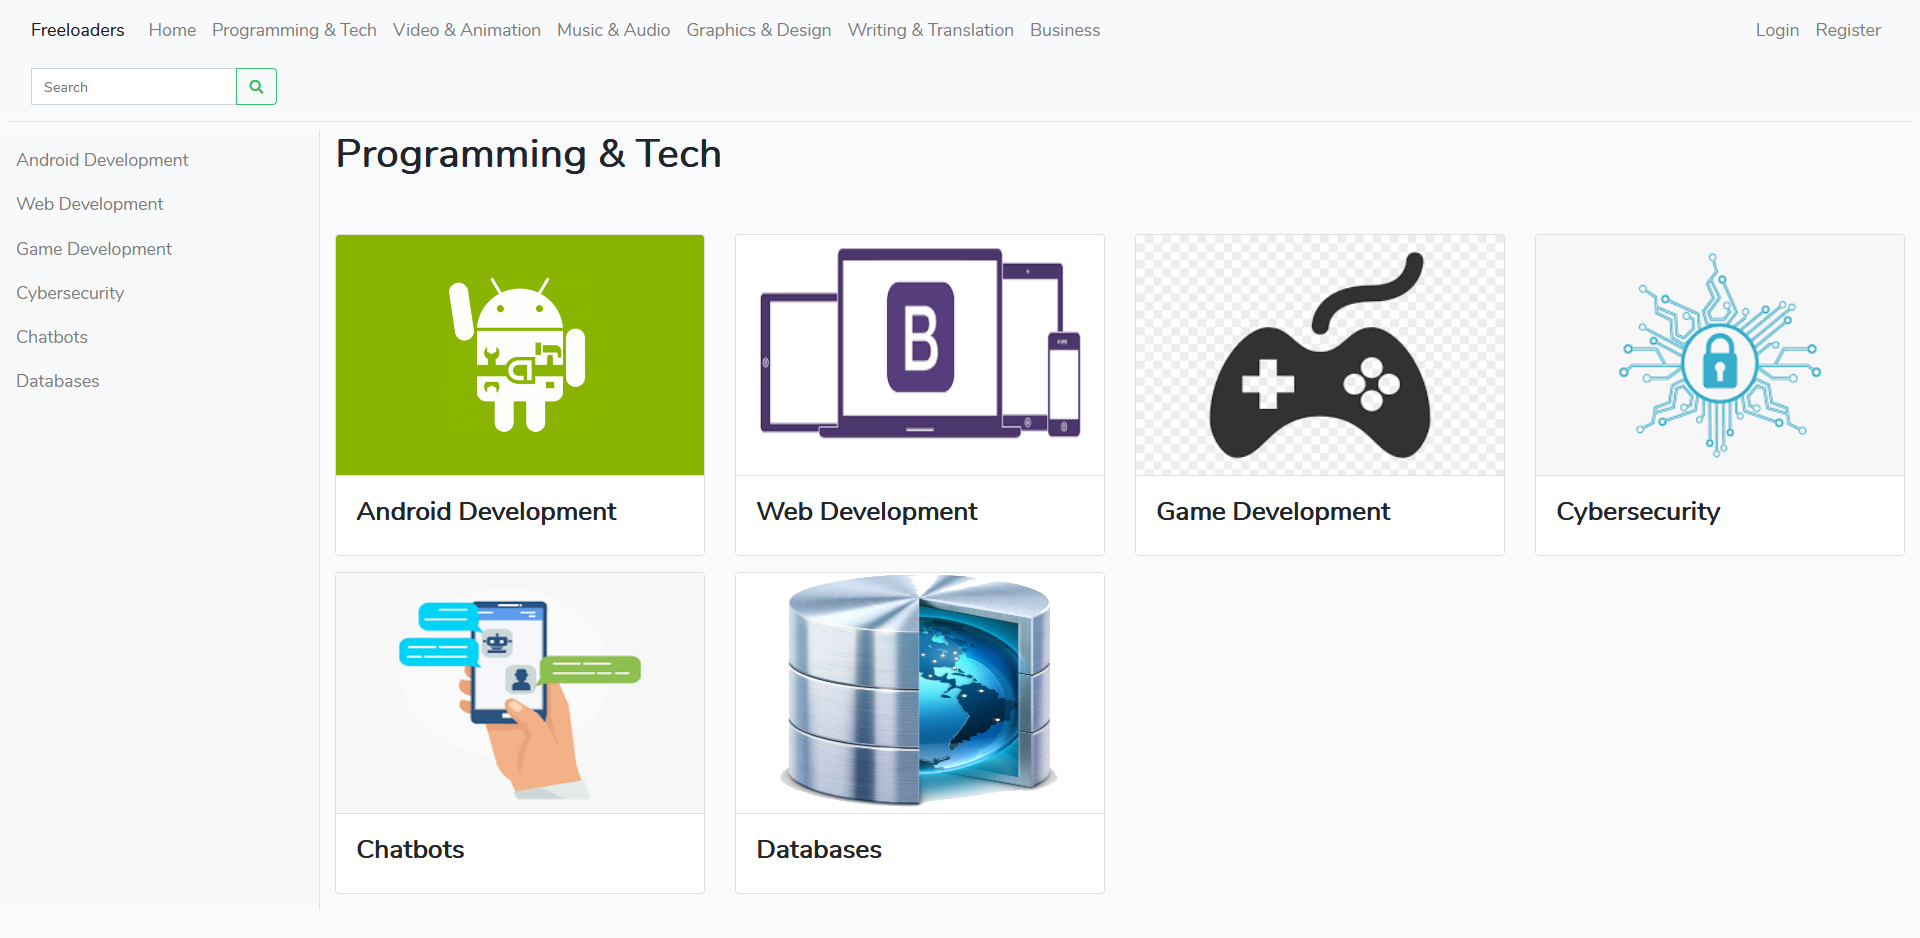 Freeloaders Home Programming & Tech Video & Animation Music & Audio Graphics & Design Writing & Translation Business Login Register
Search
Programming & Tech
Android Development
Web Development
Game Development
Cybersecurity
Chatbots
Databases
B
Android Development Web Development Game Development Cybersecurity
Chatbots Databases